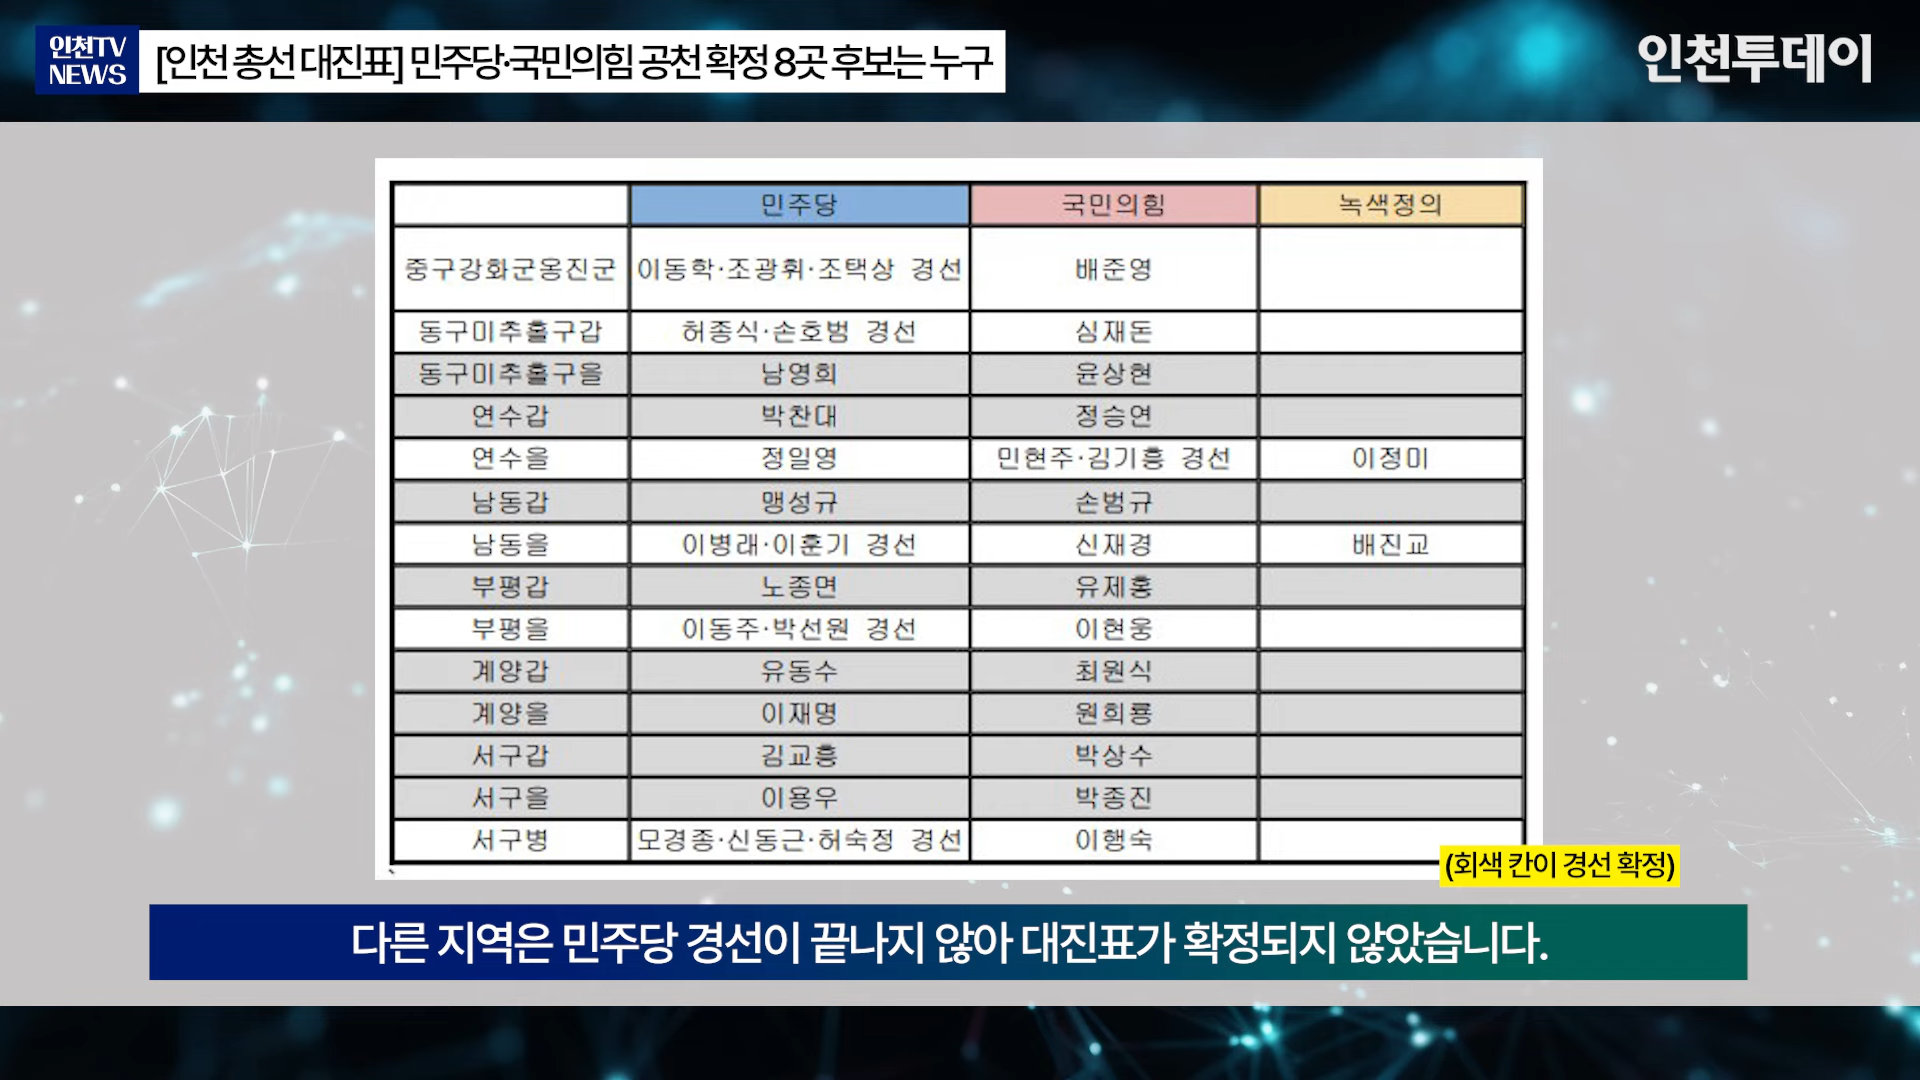 인천TV
NEWS
[인천 총선 대진표] 민주당·국민의힘 공천 확정 8곳 후보는 누구
인천투데이
민주당 국민의힘 녹색정의
중구강화군옹진군 이동학·조광휘·조택상 경선 배준영
동구미추홀구갑 허종식·손호범 경선 심재돈
동구미추홀구을 남영희 윤상현
연수갑 박찬대 정승연
연수을 정일영 민현주·김기흥 경선 이정미
남동갑 맹성규 손범규
남동을 이병래·이훈기 경선 신재경 배진교
부평갑 노종면 유제홍
부평을 이동주·박선원 경선 이현웅
계양갑 유동수 최원식
계양을 이재명 원희룡
서구갑 김교흥 박상수
서구을 이용우 박종진
서구병 모경종·신동근·허숙정 경선 이행숙
(회색 칸이 경선 확정)
다른 지역은 민주당 경선이 끝나지 않아 대진표가 확정되지 않았습니다.